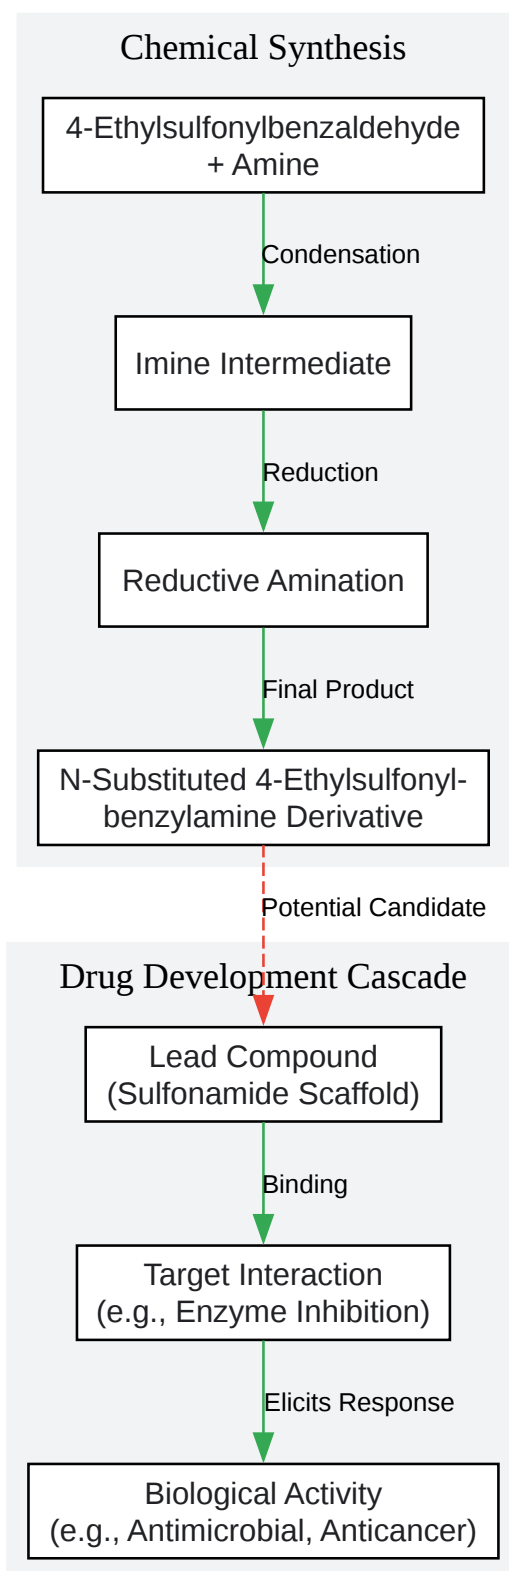 Chemical Synthesis
4-Ethylsulfonylbenzaldehyde
+ Amine
Condensation
Imine Intermediate
Reduction
Reductive Amination
Final Product
N-Substituted 4-Ethylsulfonyl-
benzylamine Derivative
Potential Candidate
Drug Development Cascade
Lead Compound
(Sulfonamide Scaffold)
Binding
Target Interaction
(e.g., Enzyme Inhibition)
Elicits Response
Biological Activity
(e.g., Antimicrobial, Anticancer)